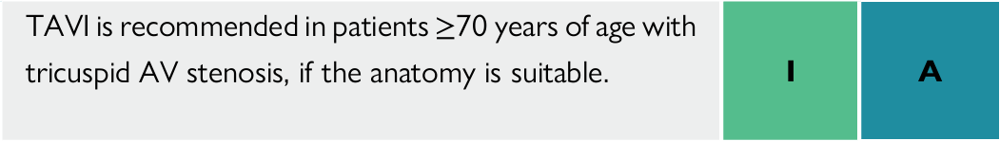 TAVI is recommended in patients ≥70 years of age with
tricuspid AV stenosis, if the anatomy is suitable.
I
A